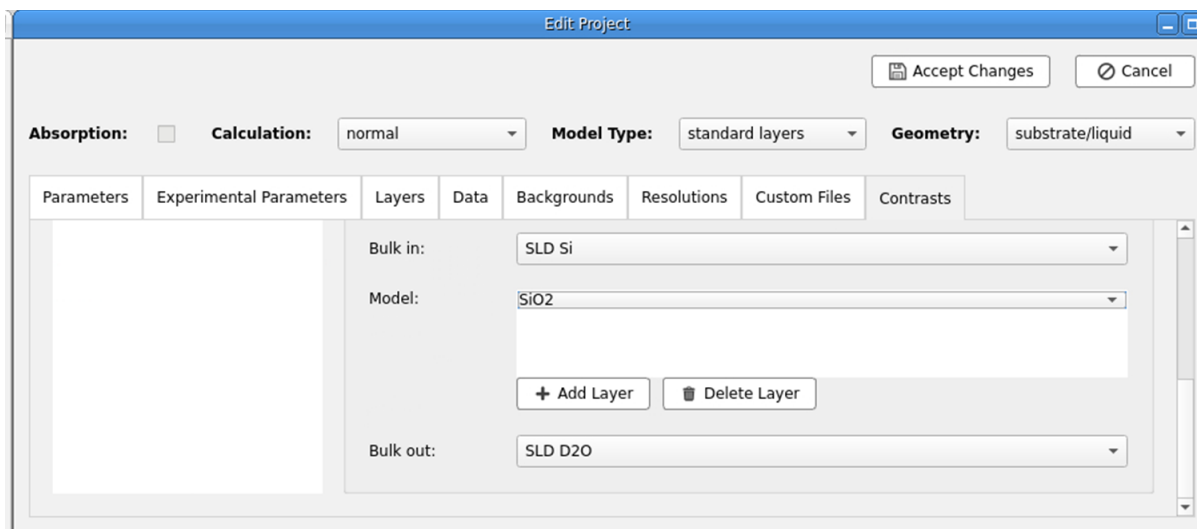 Edit Project
Accept Changes Cancel
Absorption: Calculation: normal Model Type: standard layers Geometry: substrate/liquid
Parameters Experimental Parameters Layers Data Backgrounds Resolutions Custom Files Contrasts
Bulk in: SLD Si
Model: SiO2
Add Layer Delete Layer
Bulk out: SLD D2O